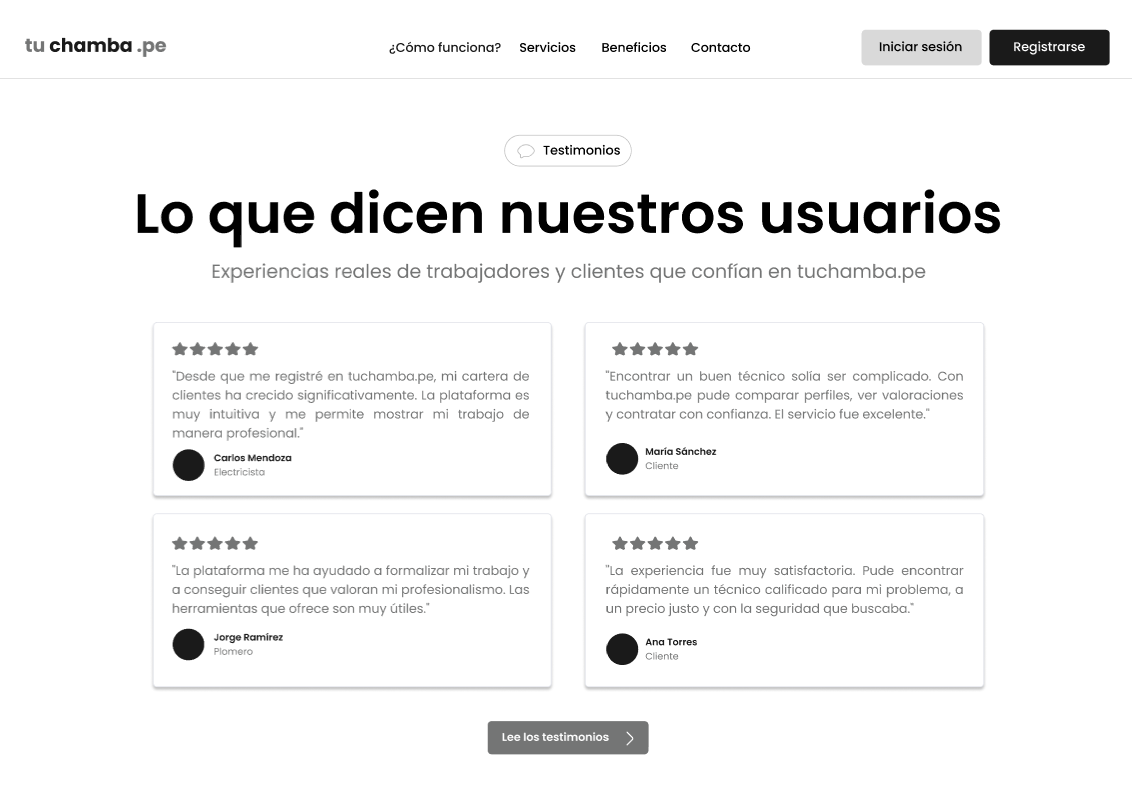 tu chamba .pe
¿Cómo funciona? Servicios Beneficios Contacto
Iniciar sesión
Registrarse
Testimonios
Lo que dicen nuestros usuarios
Experiencias reales de trabajadores y clientes que confían en tuchamba.pe
"Desde que me registré en tuchamba.pe, mi cartera de
clientes ha crecido significativamente. La plataforma es
muy intuitiva y me permite mostrar mi trabajo de
manera profesional."
Carlos Mendoza
Electricista
"Encontrar un buen técnico solía ser complicado. Con
tuchamba.pe pude comparar perfiles, ver valoraciones
y contratar con confianza. El servicio fue excelente."
María Sánchez
Cliente
"La plataforma me ha ayudado a formalizar mi trabajo y
a conseguir clientes que valoran mi profesionalismo. Las
herramientas que ofrece son muy útiles."
Jorge Ramírez
Plomero
"La experiencia fue muy satisfactoria. Pude encontrar
rápidamente un técnico calificado para mi problema, a
un precio justo y con la seguridad que buscaba."
Ana Torres
Cliente
Lee los testimonios